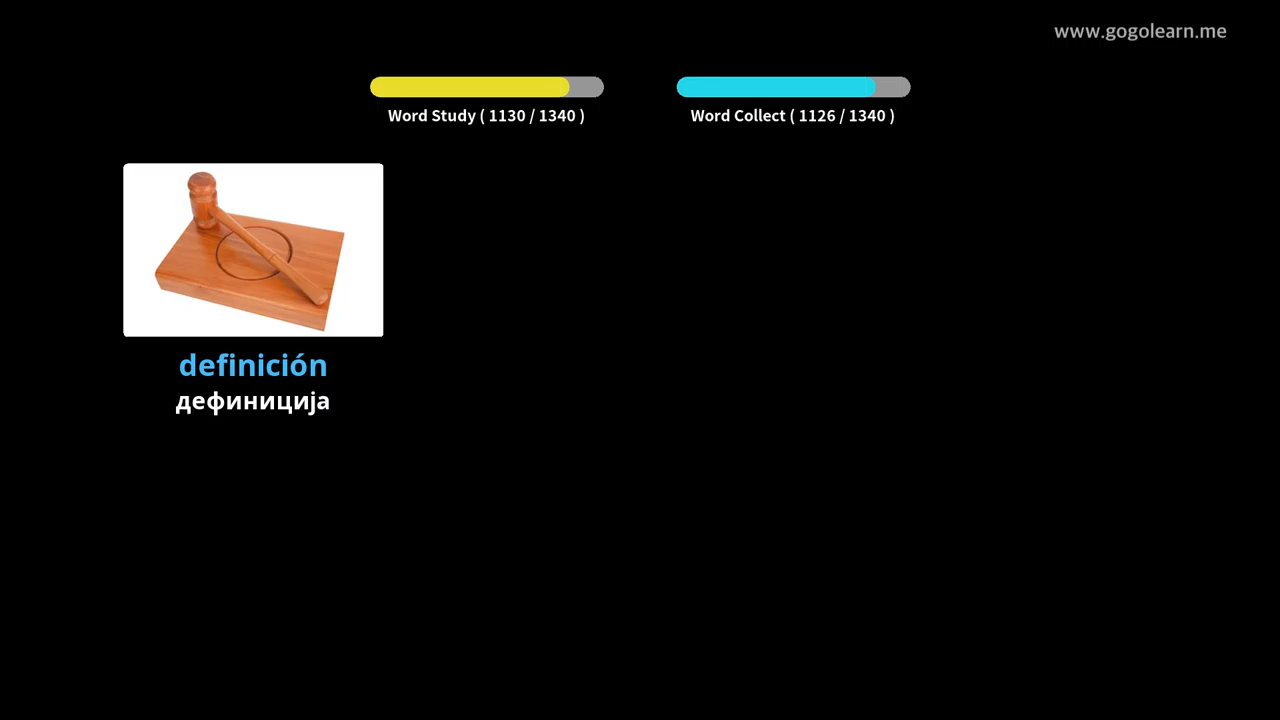 www.gogolearn.me
Word Study ( 1130 / 1340 )
Word Collect ( 1126 / 1340 )
definición
дефиниција